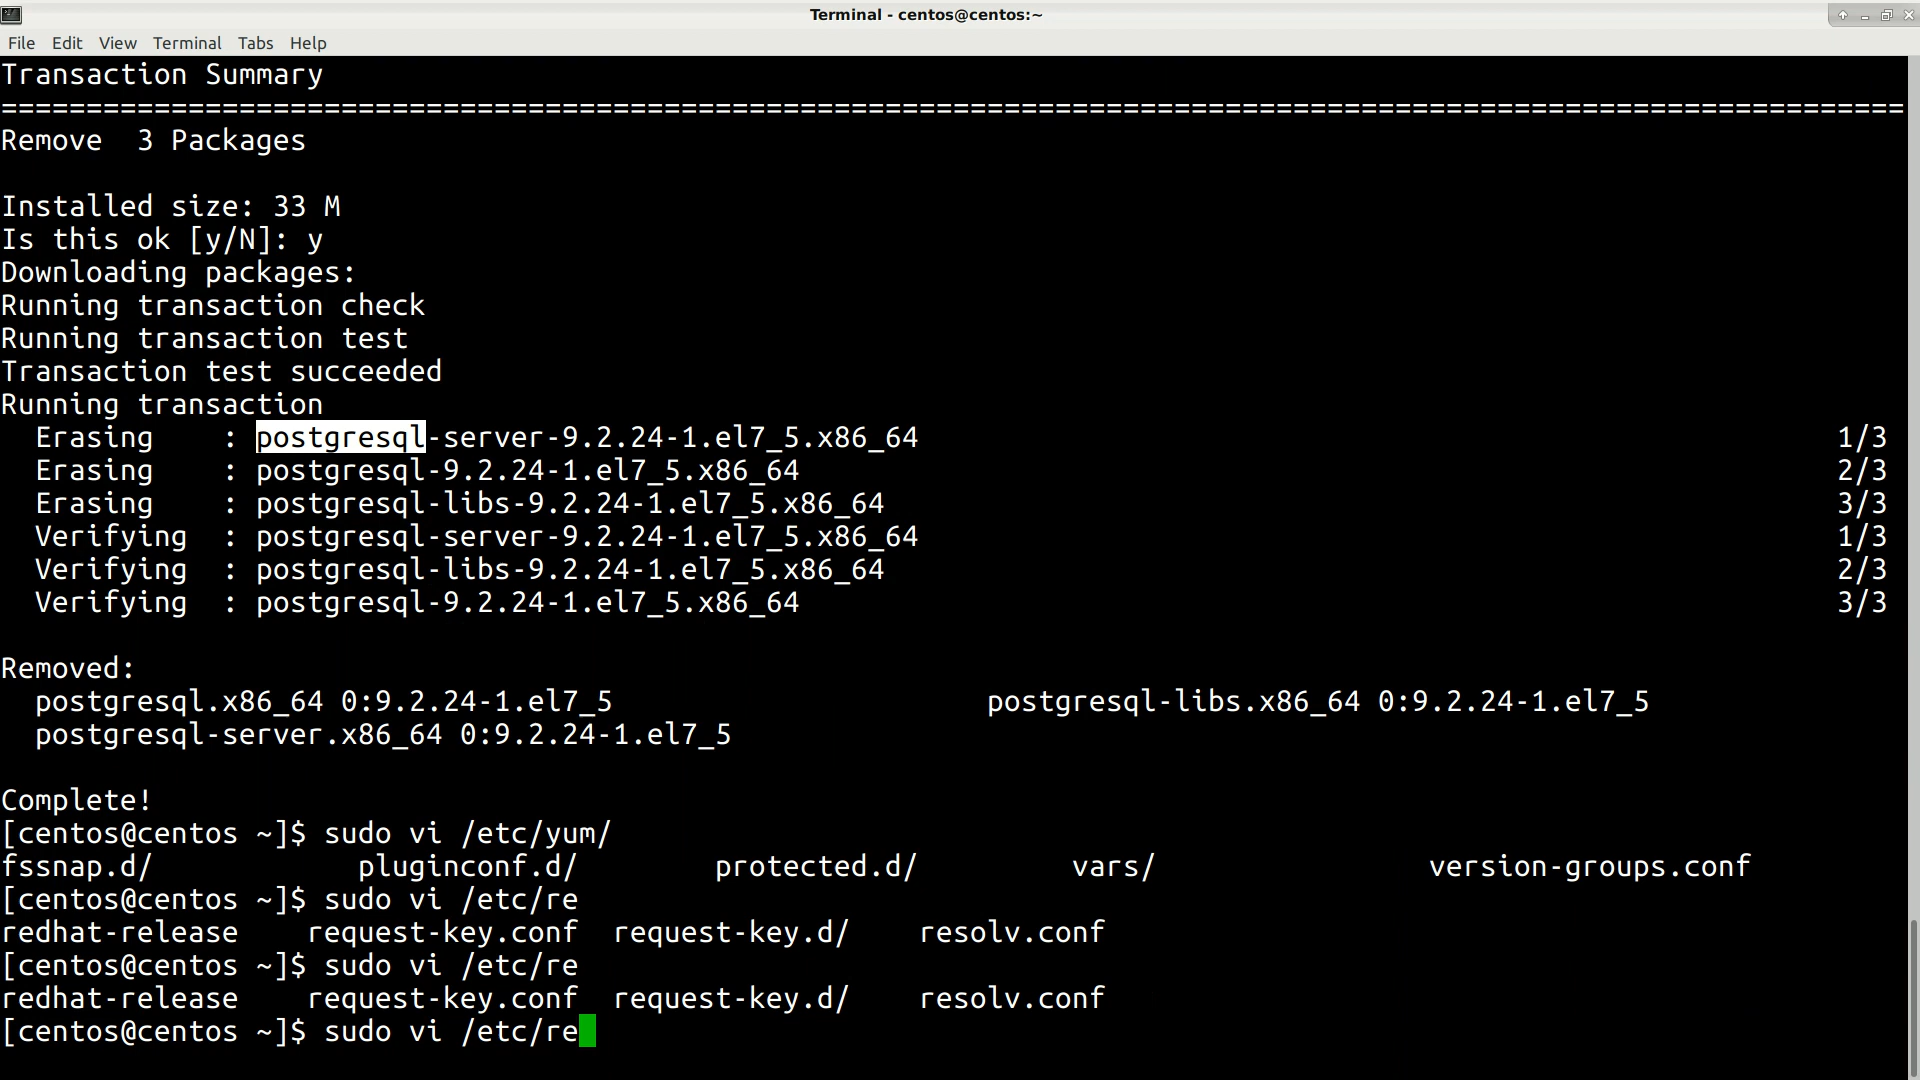 Terminal - centos@centos:~
File Edit View Terminal Tabs Help
Transaction Summary
================================================================================================================
Remove  3 Packages
Installed size: 33 M
Is this ok [y/N]: y
Downloading packages:
Running transaction check
Running transaction test
Transaction test succeeded
Running transaction
  Erasing    : postgresql-server-9.2.24-1.el7_5.x86_64 1/3
  Erasing    : postgresql-9.2.24-1.el7_5.x86_64 2/3
  Erasing    : postgresql-libs-9.2.24-1.el7_5.x86_64 3/3
  Verifying  : postgresql-server-9.2.24-1.el7_5.x86_64 1/3
  Verifying  : postgresql-libs-9.2.24-1.el7_5.x86_64 2/3
  Verifying  : postgresql-9.2.24-1.el7_5.x86_64 3/3
Removed:
  postgresql.x86_64 0:9.2.24-1.el7_5    postgresql-libs.x86_64 0:9.2.24-1.el7_5
  postgresql-server.x86_64 0:9.2.24-1.el7_5
Complete!
[centos@centos ~]$ sudo vi /etc/yum/
fssnap.d/    pluginconf.d/    protected.d/    vars/    version-groups.conf
[centos@centos ~]$ sudo vi /etc/re
redhat-release    request-key.conf  request-key.d/    resolv.conf
[centos@centos ~]$ sudo vi /etc/re
redhat-release    request-key.conf  request-key.d/    resolv.conf
[centos@centos ~]$ sudo vi /etc/re